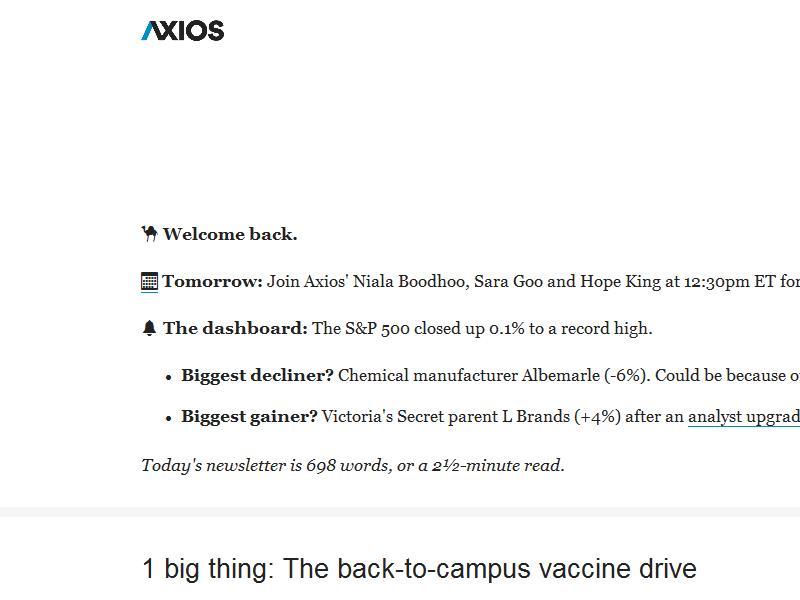 AXIOS
Welcome back.
Tomorrow: Join Axios' Niala Boodhoo, Sara Goo and Hope King at 12:30pm ET for
The dashboard: The S&P 500 closed up 0.1% to a record high.
• Biggest decliner? Chemical manufacturer Albemarle (-6%). Could be because
• Biggest gainer? Victoria's Secret parent L Brands (+4%) after an analyst upgrad
Today's newsletter is 698 words, or a 2½-minute read.
1 big thing: The back-to-campus vaccine drive